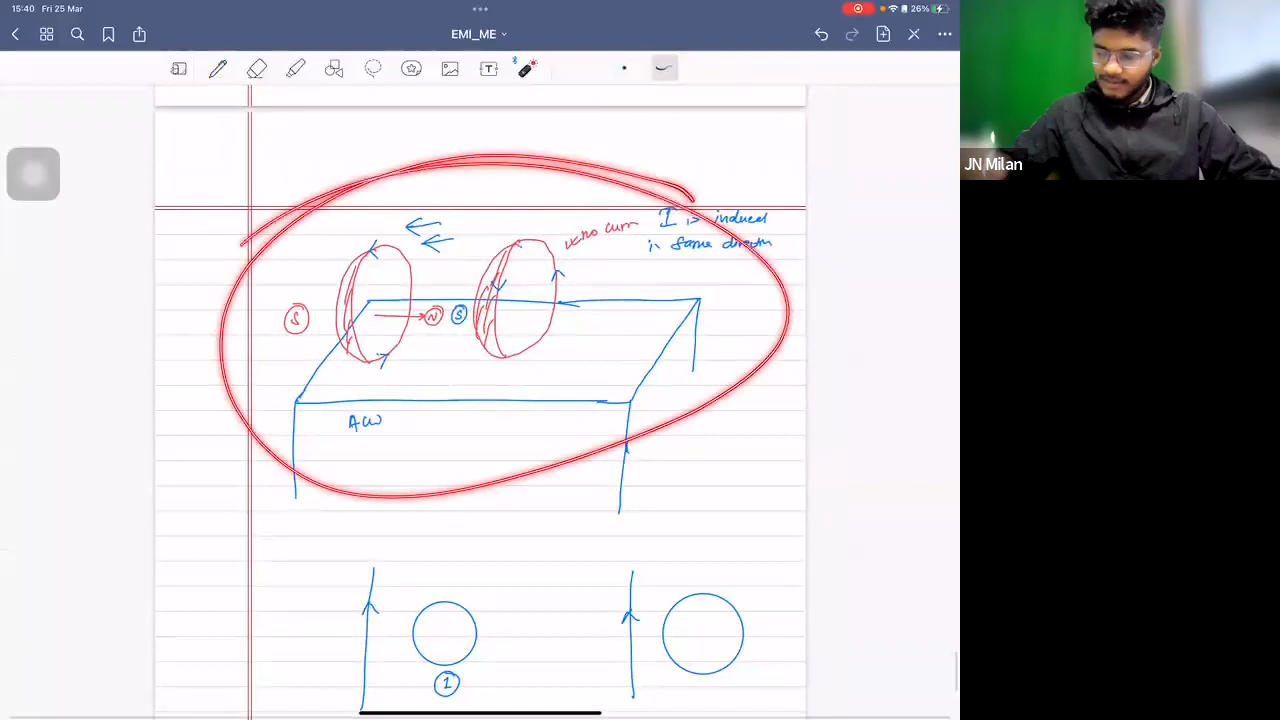 15:40 Fri 25 Mar
26%
EMI_ME
JN Milan
I is induced
in same direction
S
N
S
ACW
1